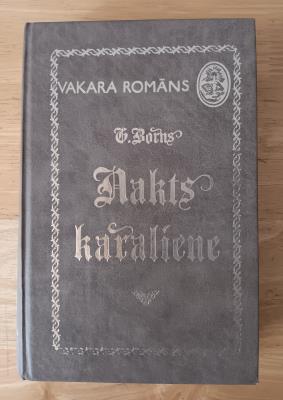 VAKARA ROMĀNS
G. Borns
Nakts
karaliene